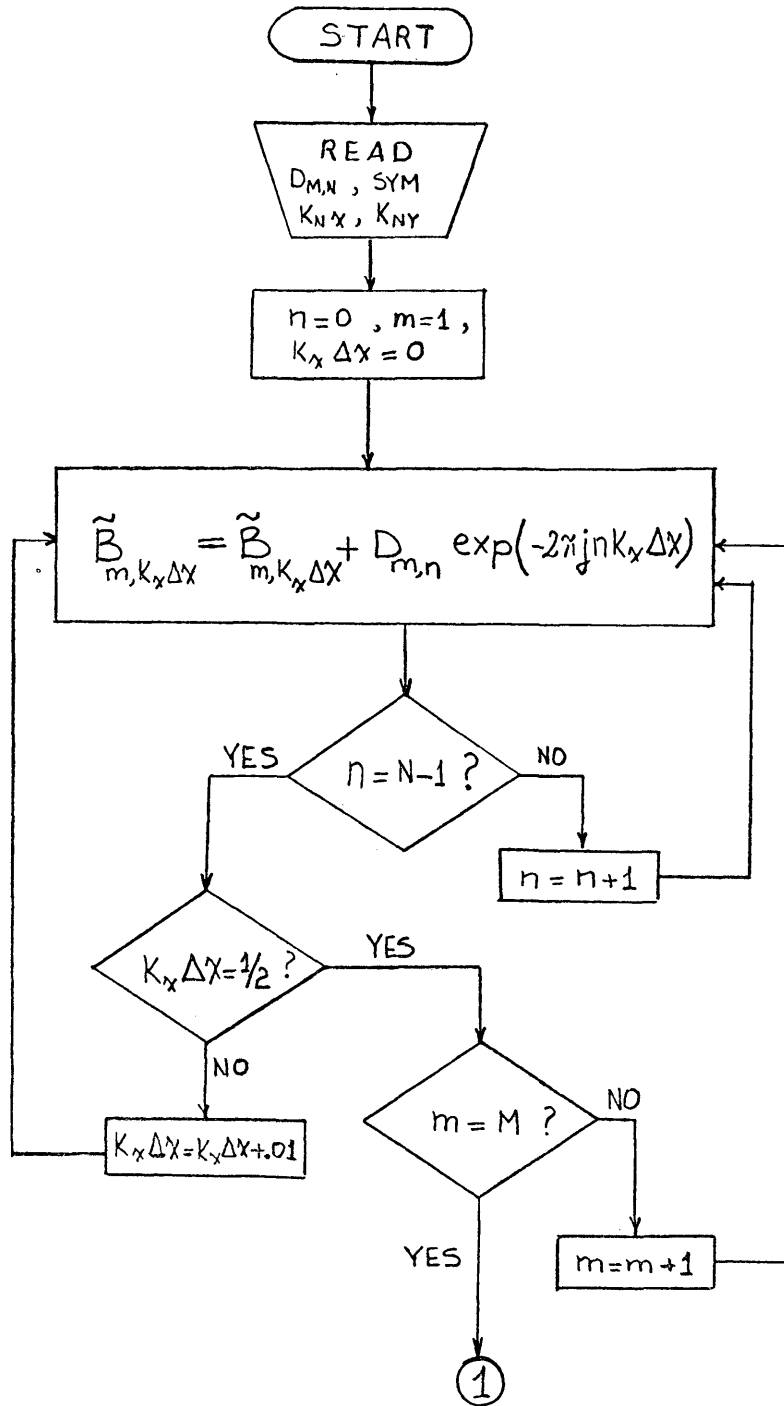 START
READ
D_{M,N} , SYM
K_{NX} , K_{NY}
n=0 , m=1 ,
K_x Δx = 0
B̃_{m,K_xΔx} = B̃_{m,K_xΔx} + D_{m,n} exp(-2πjnK_xΔx)
n = N-1 ?
YES
NO
n = n+1
K_x Δx = 1/2 ?
YES
NO
K_xΔx=K_xΔx+.01
m = M ?
NO
YES
m=m+1
1